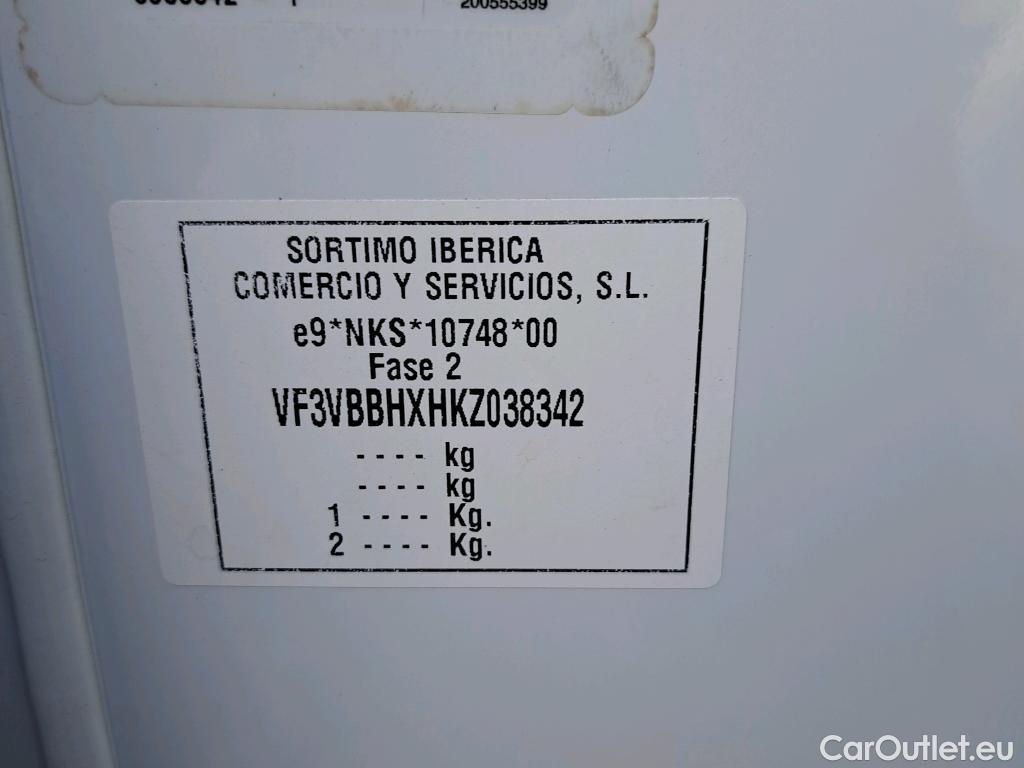 200555399
SORTIMO IBERICA
COMERCIO Y SERVICIOS, S.L.
e9*NKS*10748*00
Fase 2
VF3VBBHXHKZ038342
---- kg
---- kg
1 ---- Kg.
2 ---- Kg.
CarOutlet.eu